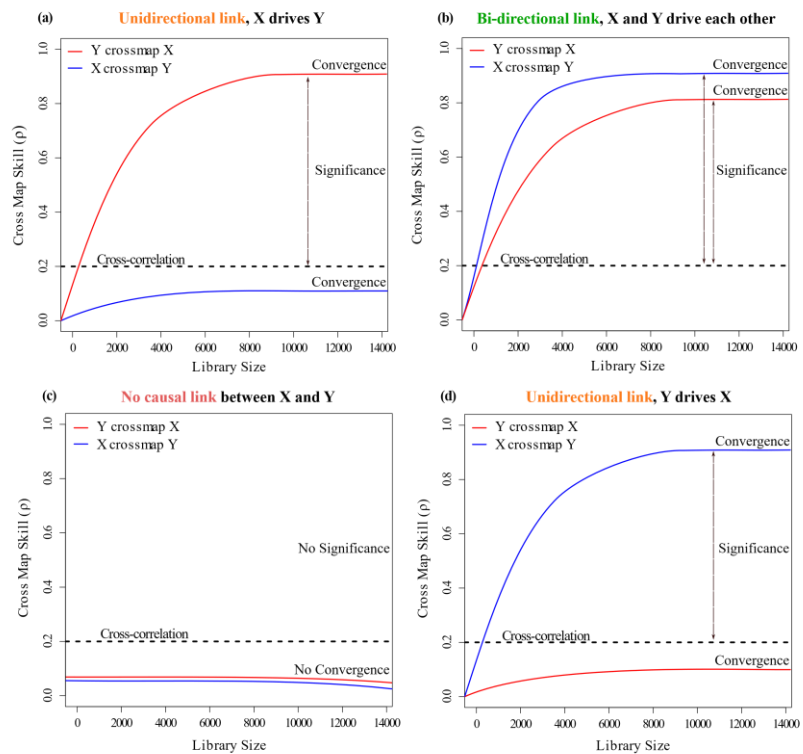 (a) Unidirectional link, X drives Y
Y crossmap X
X crossmap Y
Convergence
Significance
Cross-correlation
Convergence
Cross Map Skill (ρ)
1.0
0.8
0.6
0.4
0.2
0.0
0 2000 4000 6000 8000 10000 12000 14000
Library Size
(b) Bi-directional link, X and Y drive each other
Y crossmap X
X crossmap Y
Convergence
Convergence
Significance
Cross-correlation
Cross Map Skill (ρ)
1.0
0.8
0.6
0.4
0.2
0.0
0 2000 4000 6000 8000 10000 12000 14000
Library Size
(c) No causal link between X and Y
Y crossmap X
X crossmap Y
No Significance
Cross-correlation
No Convergence
Cross Map Skill (ρ)
1.0
0.8
0.6
0.4
0.2
0.0
0 2000 4000 6000 8000 10000 12000 14000
Library Size
(d) Unidirectional link, Y drives X
Y crossmap X
X crossmap Y
Convergence
Significance
Cross-correlation
Convergence
Cross Map Skill (ρ)
1.0
0.8
0.6
0.4
0.2
0.0
0 2000 4000 6000 8000 10000 12000 14000
Library Size